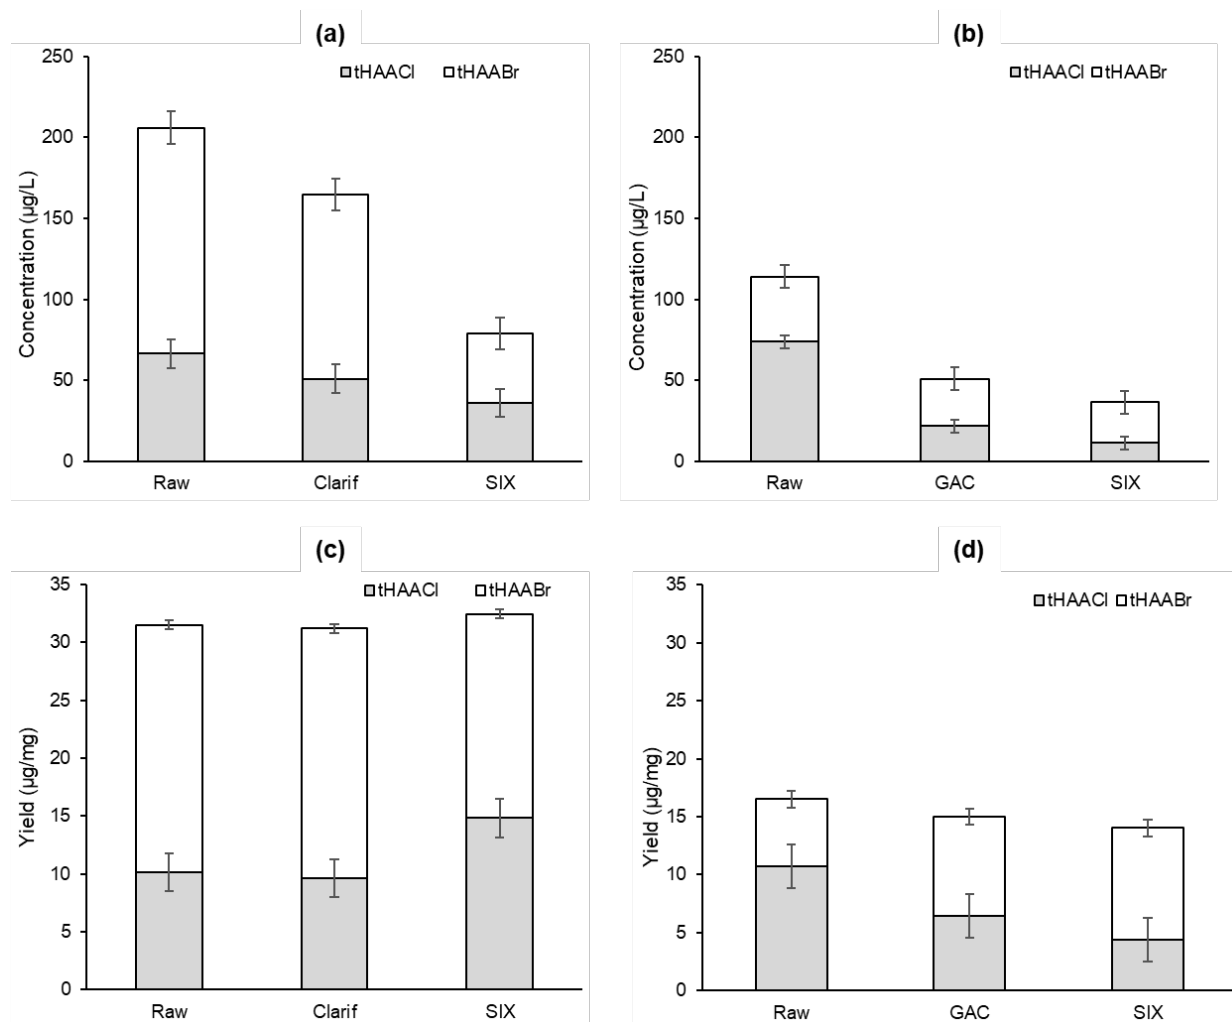 (a)
250
200
150
100
50
0
Concentration (µg/L)
tHAACl tHAABr
Raw Clarif SIX
(b)
250
200
150
100
50
0
Concentration (µg/L)
tHAACl tHAABr
Raw GAC SIX
(c)
35
30
25
20
15
10
5
0
Yield (µg/mg)
tHAACl tHAABr
Raw Clarif SIX
(d)
35
30
25
20
15
10
5
0
Yield (µg/mg)
tHAACl tHAABr
Raw GAC SIX